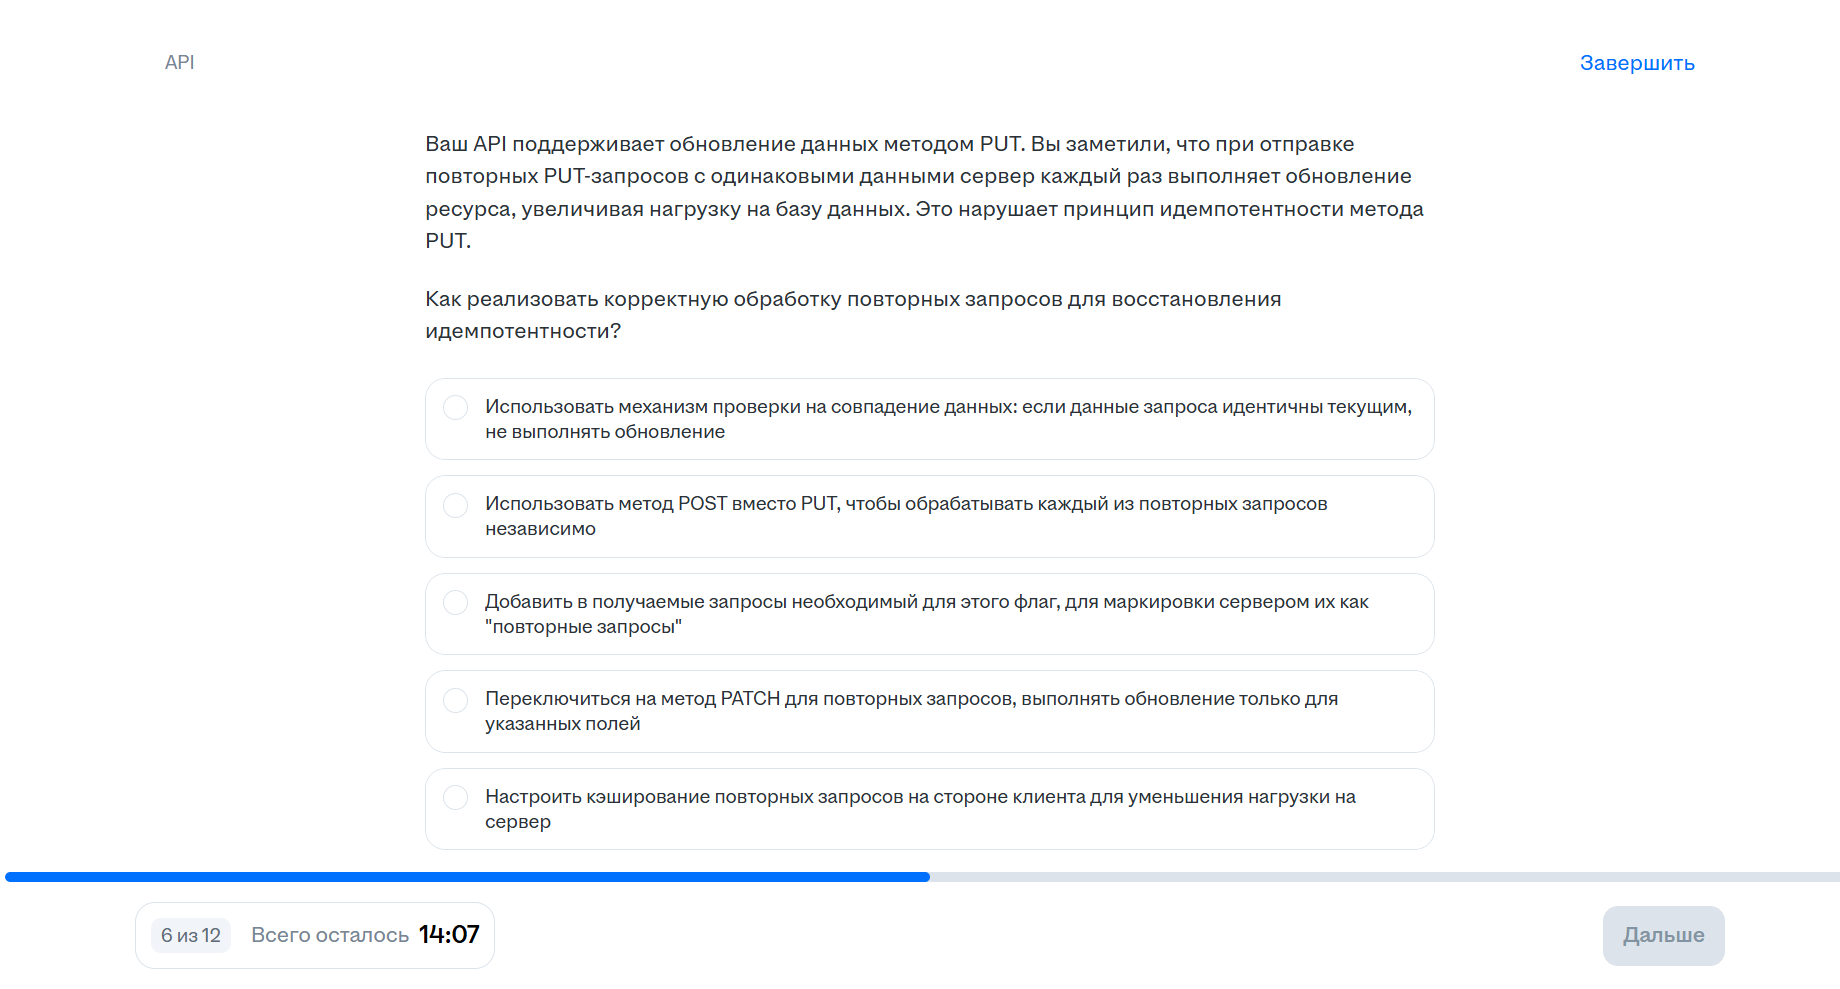 API
Завершить
Ваш API поддерживает обновление данных методом PUT. Вы заметили, что при отправке
повторных PUT-запросов с одинаковыми данными сервер каждый раз выполняет обновление
ресурса, увеличивая нагрузку на базу данных. Это нарушает принцип идемпотентности метода
PUT.
Как реализовать корректную обработку повторных запросов для восстановления
идемпотентности?
Использовать механизм проверки на совпадение данных: если данные запроса идентичны текущим,
не выполнять обновление
Использовать метод POST вместо PUT, чтобы обрабатывать каждый из повторных запросов
независимо
Добавить в получаемые запросы необходимый для этого флаг, для маркировки сервером их как
"повторные запросы"
Переключиться на метод PATCH для повторных запросов, выполнять обновление только для
указанных полей
Настроить кэширование повторных запросов на стороне клиента для уменьшения нагрузки на
сервер
6 из 12
Всего осталось 14:07
Дальше